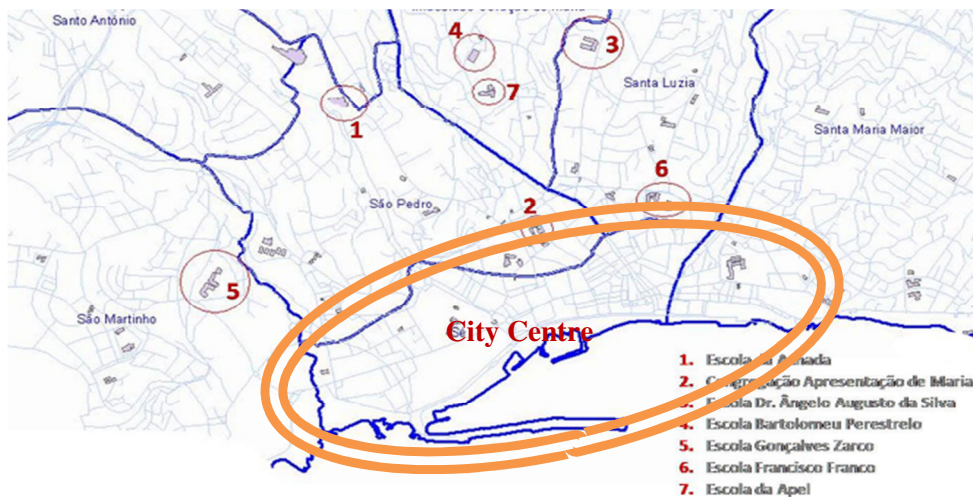 Santo António
4
3
7
Santa Luzia
1
Santa Maria Maior
6
São Pedro
2
5
São Martinho
City Centre
1. Escola da
2. Congregação Apresentação de Maria
3. Escola Dr. Ângelo Augusto da Silva
4. Escola Bartolomeu Perestrelo
5. Escola Gonçalves Zarco
6. Escola Francisco Franco
7. Escola da Apel